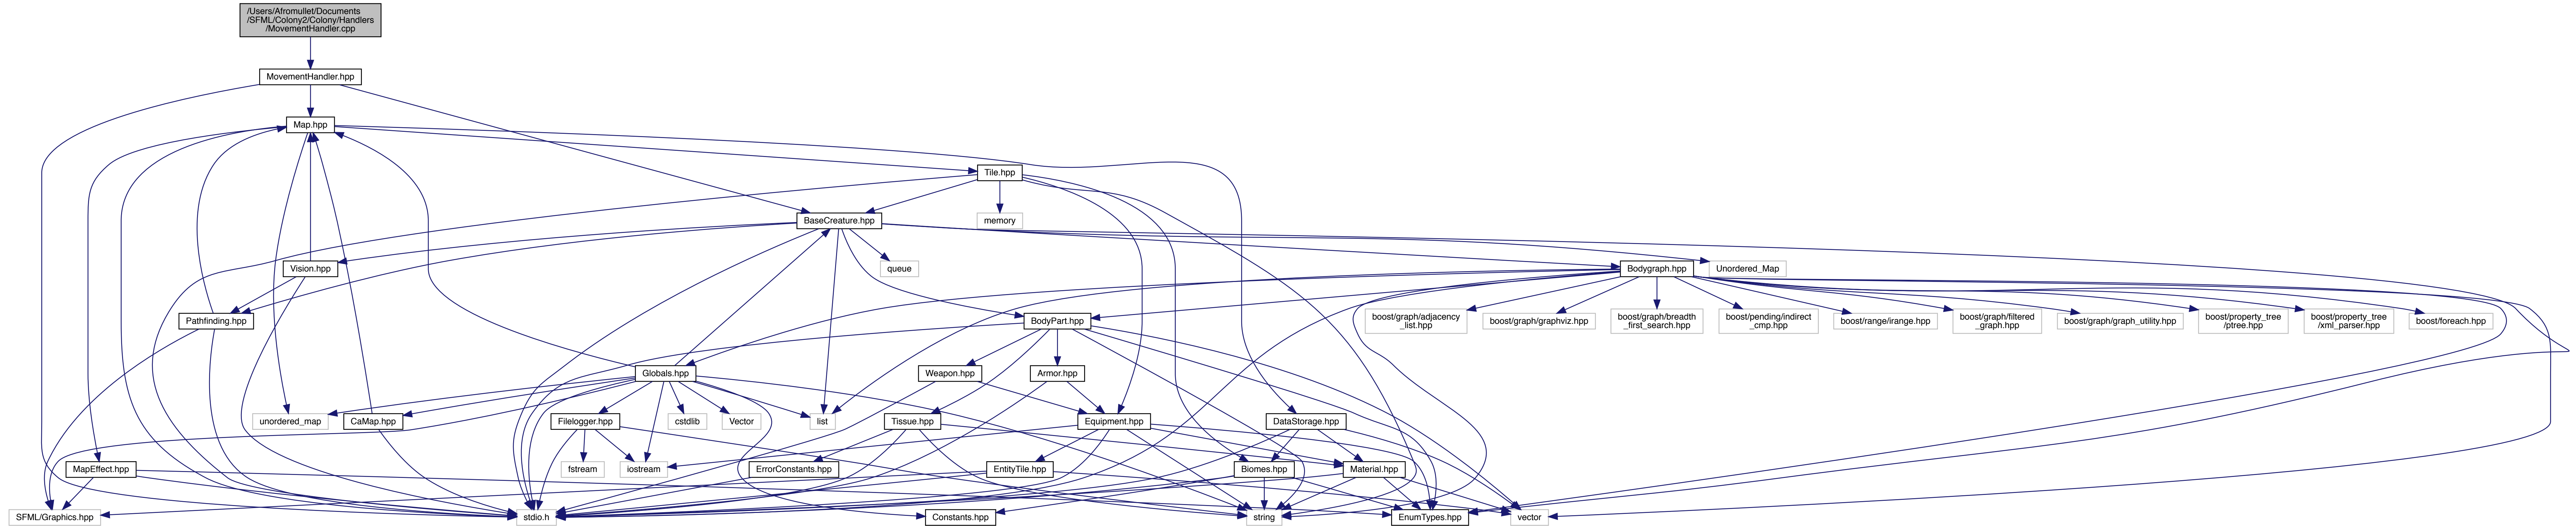 /Users/Afromullet/Documents
/SFML/Colony2/Colony/Handlers
/MovementHandler.cpp
MovementHandler.hpp
Map.hpp
Tile.hpp
BaseCreature.hpp
memory
Vision.hpp
queue
Bodygraph.hpp
Unordered_Map
Pathfinding.hpp
BodyPart.hpp
boost/graph/adjacency
_list.hpp
boost/graph/graphviz.hpp
boost/graph/breadth
_first_search.hpp
boost/pending/indirect
_cmp.hpp
boost/range/irange.hpp
boost/graph/filtered
_graph.hpp
boost/graph/graph_utility.hpp
boost/property_tree
/ptree.hpp
boost/property_tree
/xml_parser.hpp
boost/foreach.hpp
Globals.hpp
Weapon.hpp
Armor.hpp
unordered_map
CaMap.hpp
Filelogger.hpp
cstdlib
Vector
list
Tissue.hpp
Equipment.hpp
DataStorage.hpp
MapEffect.hpp
fstream
iostream
ErrorConstants.hpp
EntityTile.hpp
Biomes.hpp
Material.hpp
SFML/Graphics.hpp
stdio.h
Constants.hpp
string
EnumTypes.hpp
vector